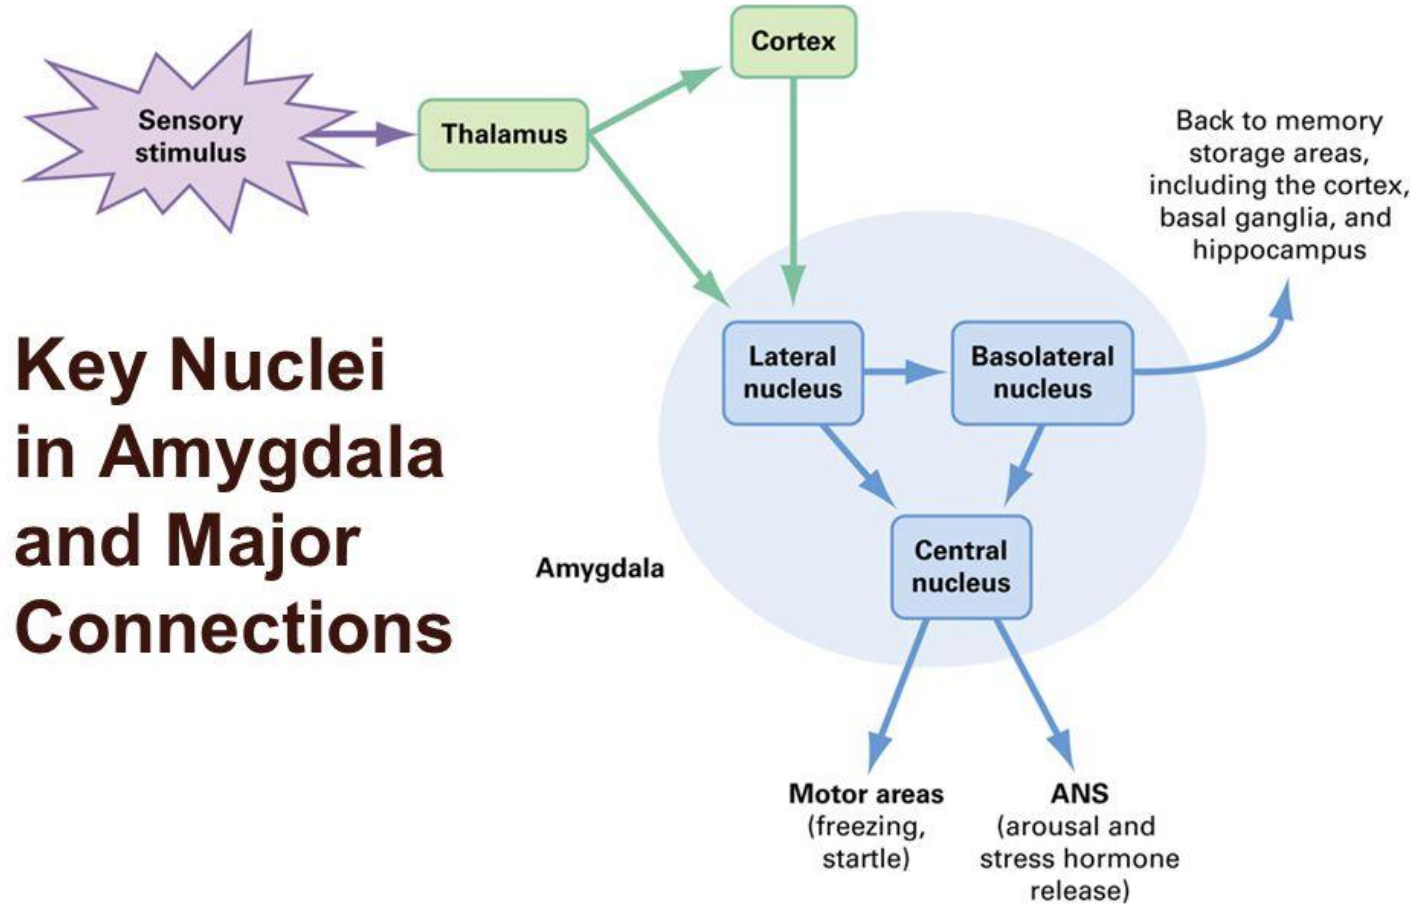 Cortex
Sensory
stimulus
Thalamus
Back to memory
storage areas,
including the cortex,
basal ganglia, and
hippocampus
Key Nuclei
in Amygdala
and Major
Connections
Lateral
nucleus
Basolateral
nucleus
Central
nucleus
Amygdala
Motor areas
(freezing,
startle)
ANS
(arousal and
stress hormone
release)